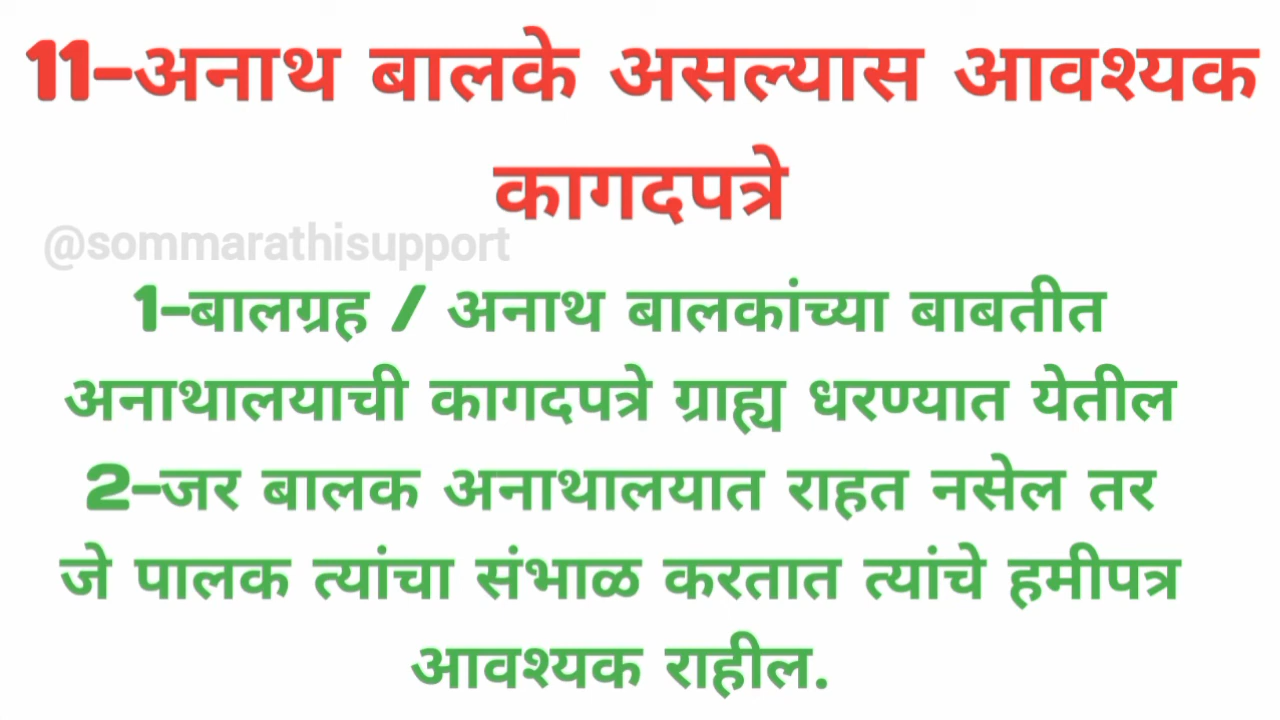 11-अनाथ बालके असल्यास आवश्यक
कागदपत्रे
@sommarathisupport
1-बालग्रह / अनाथ बालकांच्या बाबतीत
अनाथालयाची कागदपत्रे ग्राह्य धरण्यात येतील
2-जर बालक अनाथालयात राहत नसेल तर
जे पालक त्यांचा संभाळ करतात त्यांचे हमीपत्र
आवश्यक राहील.